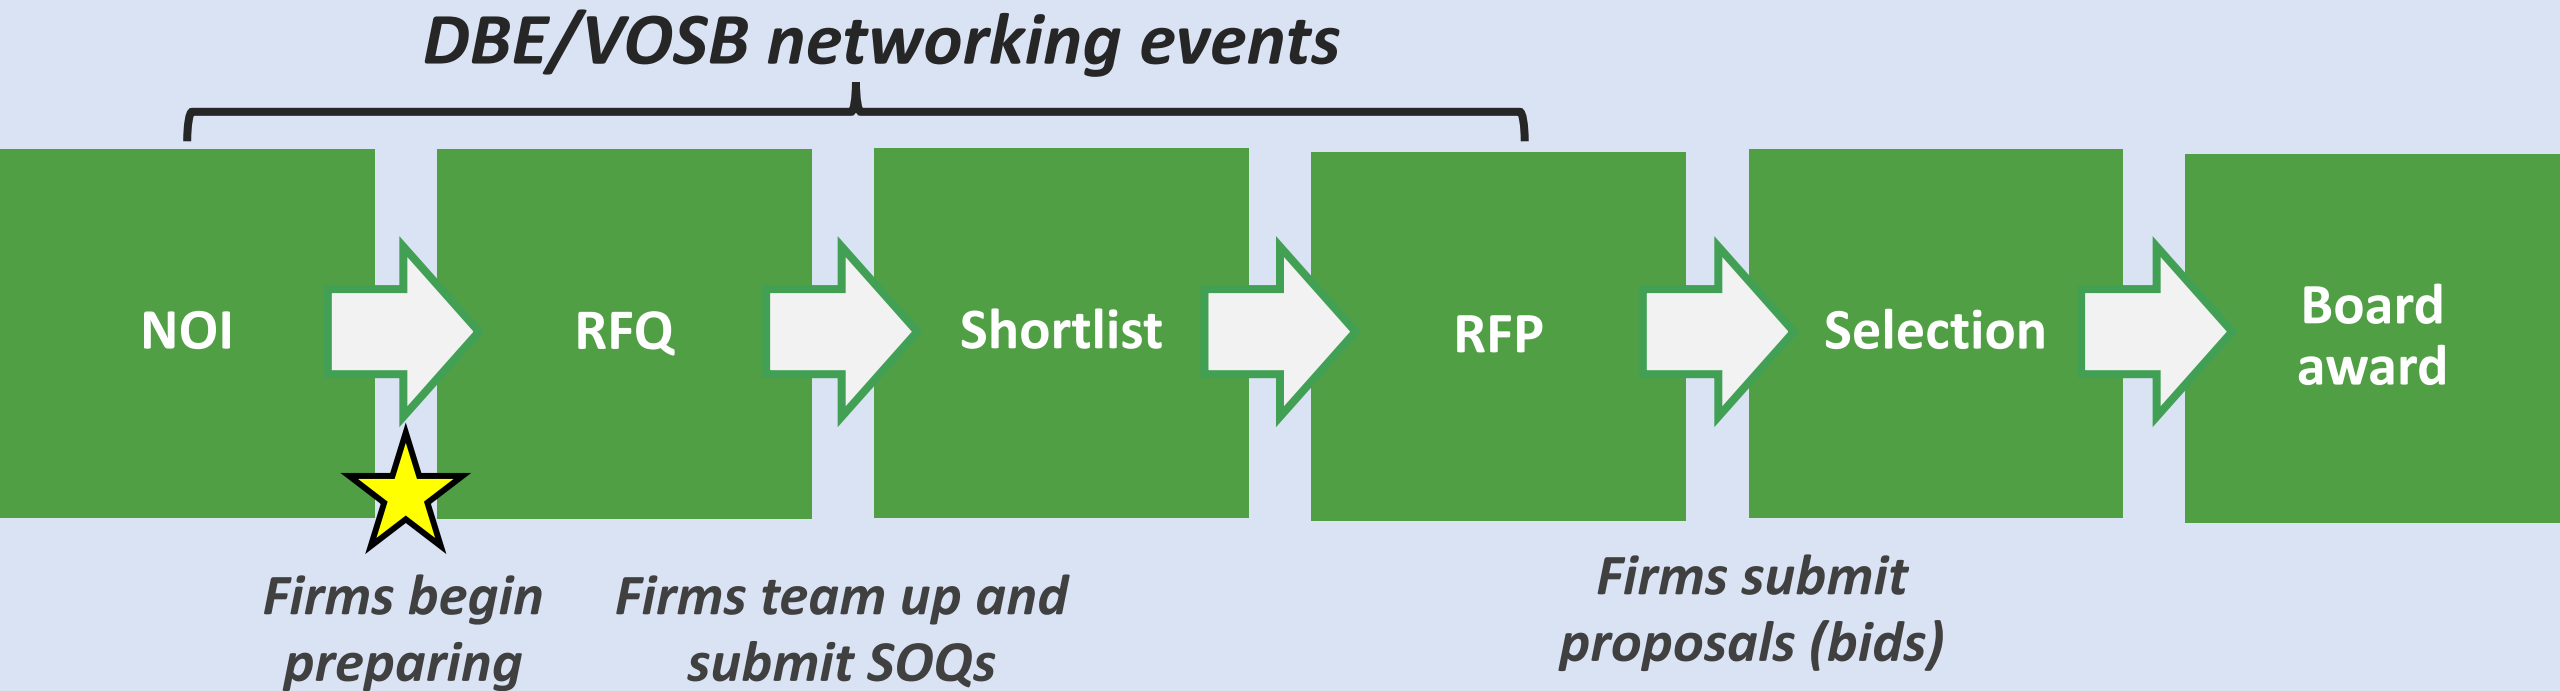 DBE/VOSB networking events
NOI
RFQ
Shortlist
RFP
Selection
Board
award
Firms begin
preparing
Firms team up and
submit SOQs
Firms submit
proposals (bids)